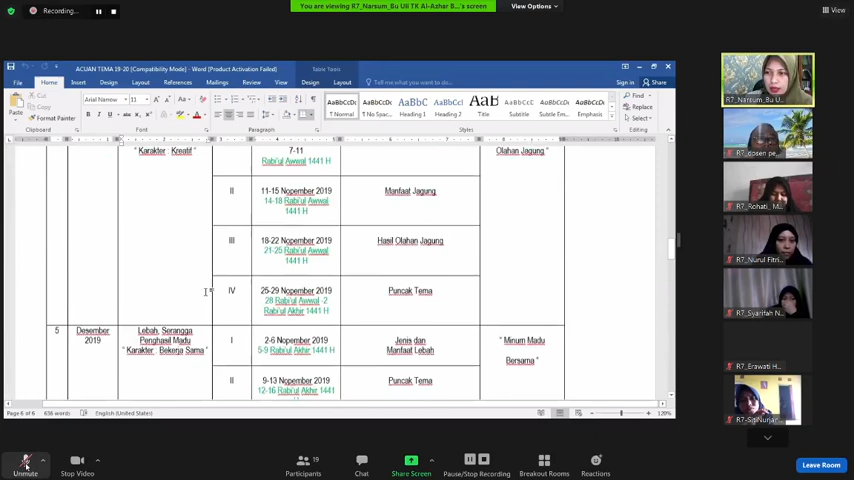 Recording...
You are viewing R7_Narsum_Bu Uli TK Al-Azhar B...'s screen
View Options
View
ACUAN TEMA 19-20 [Compatibility Mode] - Word (Product Activation Failed)
Table Tools
File
Home
Insert
Design
Layout
References
Mailings
Review
View
Design
Layout
Tell me what you want to do...
Sign in
Share
Cut
Copy
Format Painter
Paste
Arial Narrow
11
AaBbCcDc
AaBbCcDc
AaBbC
AaBbCcD
AaB
AaBbCcD
AaBbCcDc
AaBbCcDc
¶ Normal
¶ No Spac...
Heading 1
Heading 2
Title
Subtitle
Subtle Em...
Emphasis
Find
Replace
Select
Clipboard
Font
Paragraph
Styles
Editing
" Karakter : Kreatif "
7-11
Rabi'ul Awwal 1441 H
Olahan Jagung "
II
11-15 Nopember 2019
14-18 Rabi'ul Awwal
1441 H
Manfaat Jagung
III
18-22 Nopember 2019
21-25 Rabi'ul Awwal
1441 H
Hasil Olahan Jagung
IV
25-29 Nopember 2019
28 Rabi'ul Awwal -2
Rabi'ul Akhir 1441 H
Puncak Tema
5
Desember
2019
Lebah, Serangga
Penghasil Madu
" Karakter : Bekerja Sama "
I
2-6 Nopember 2019
5-9 Rabi'ul Akhir 1441 H
Jenis dan
Manfaat Lebah
" Minum Madu
Bersama "
II
9-13 Nopember 2019
12-16 Rabi'ul Akhir 1441
Puncak Tema
Page 6 of 6
636 words
English (United States)
120%
R7_Narsum_Bu U...
R7_dosen pe...
R7_Rohati_ M...
R7_Nurul Fitri...
R7_Syarifah N...
R7_Erawati H...
R7-Siti Nurjan...
Unmute
Stop Video
Participants
19
Chat
Share Screen
Pause/Stop Recording
Breakout Rooms
Reactions
Leave Room